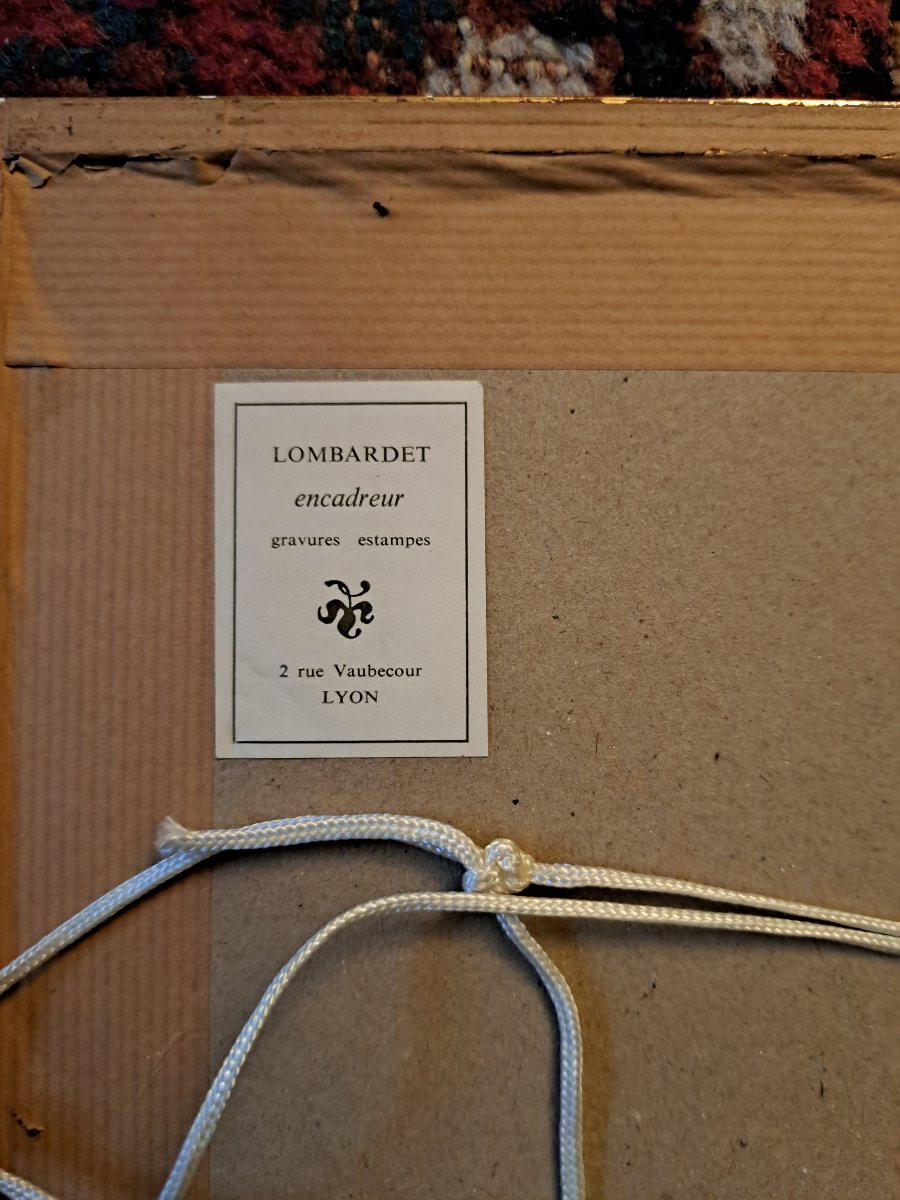 LOMBARDET
encadreur
gravures estampes
2 rue Vaubecour
LYON